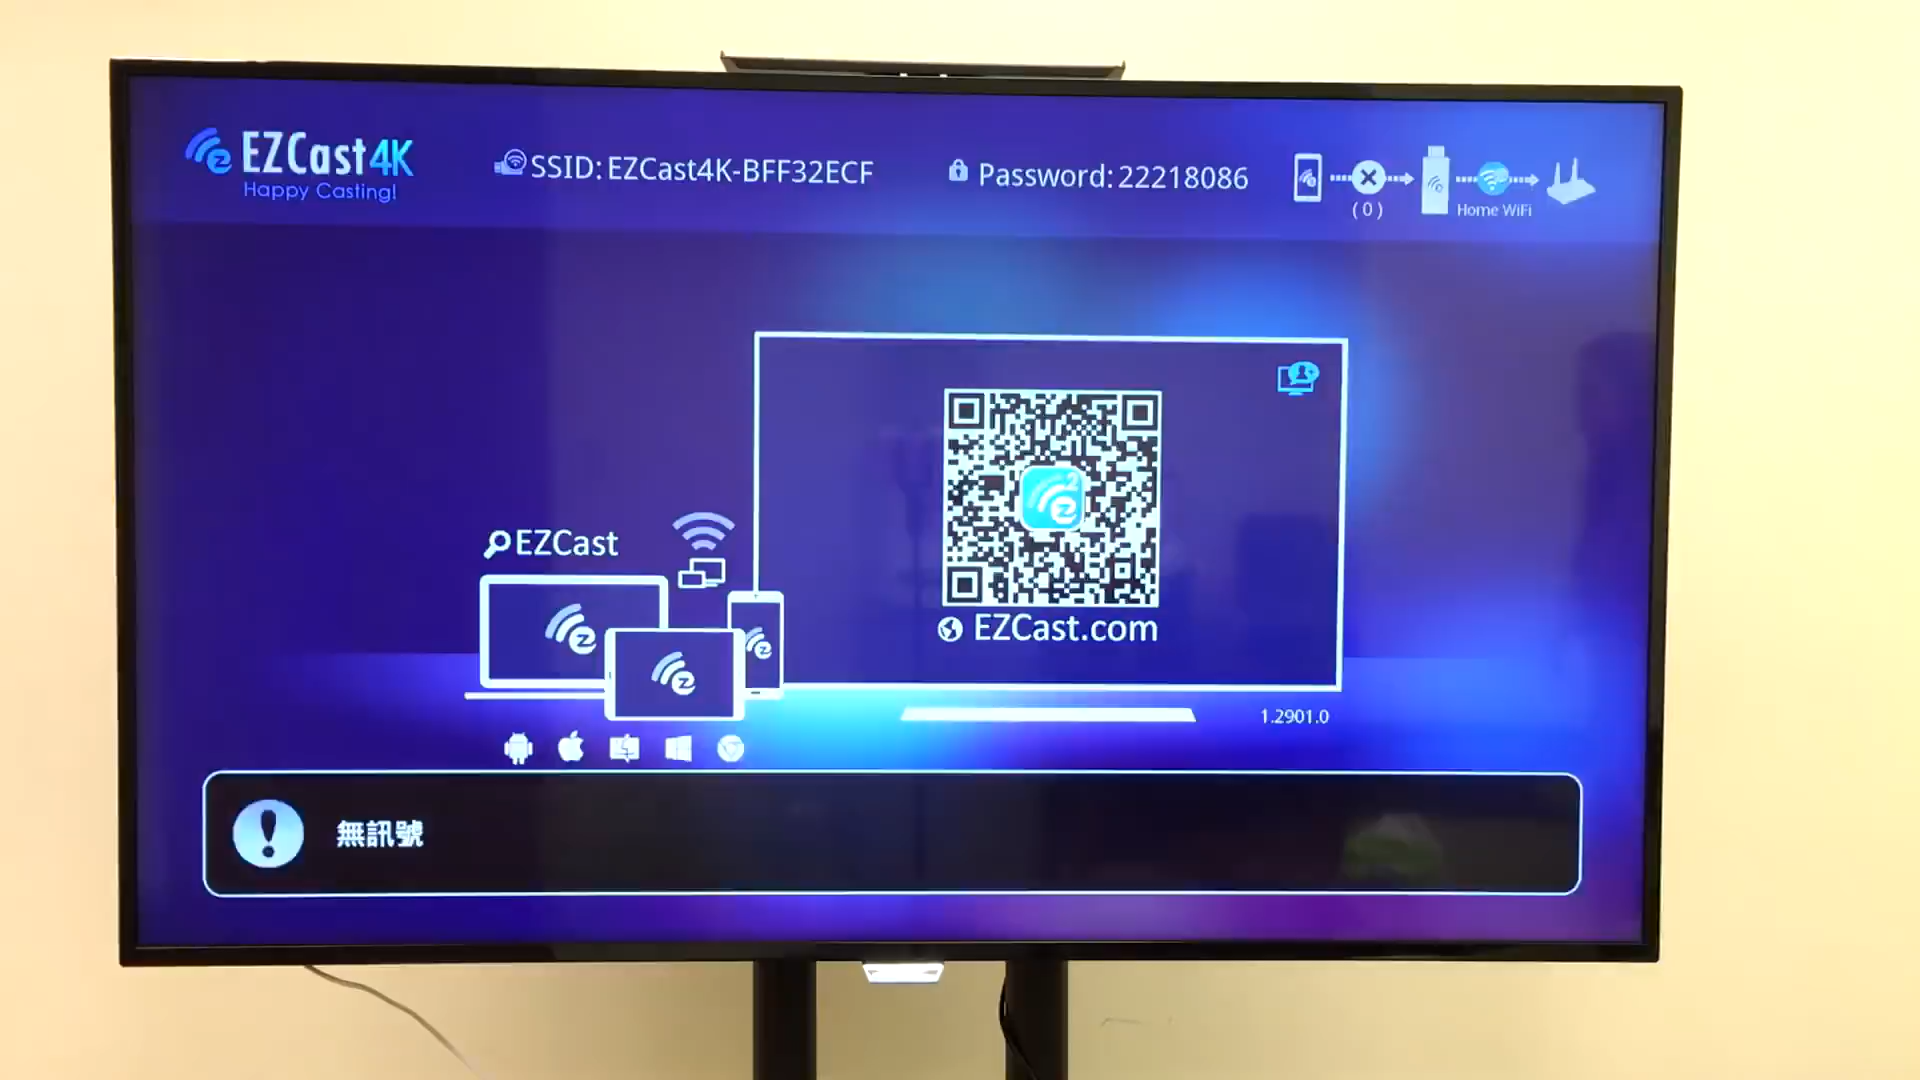 EZCast4K
Happy Casting!
SSID: EZCast4K-BFF32ECF
Password: 22218086
( 0 )
Home WiFi
EZCast
2
EZCast.com
1.2901.0
無訊號